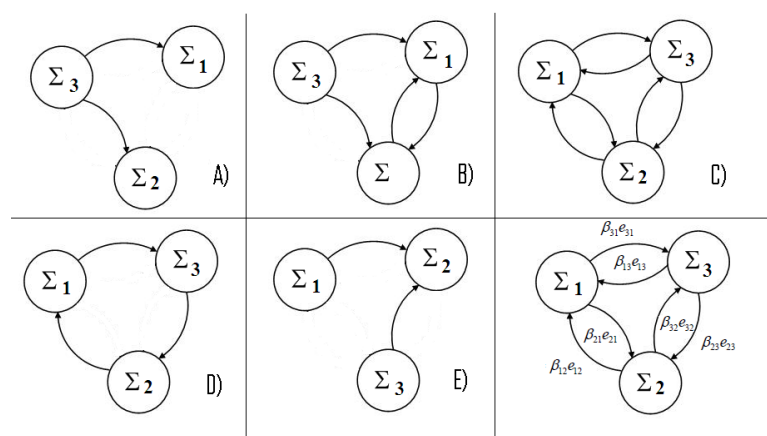 Σ3
Σ1
Σ2
A)
Σ3
Σ1
Σ
B)
Σ1
Σ3
Σ2
C)
Σ1
Σ3
Σ2
D)
Σ1
Σ2
Σ3
E)
β31e31
β13e13
Σ1
Σ3
β21e21
β32e32
β23e23
β12e12
Σ2